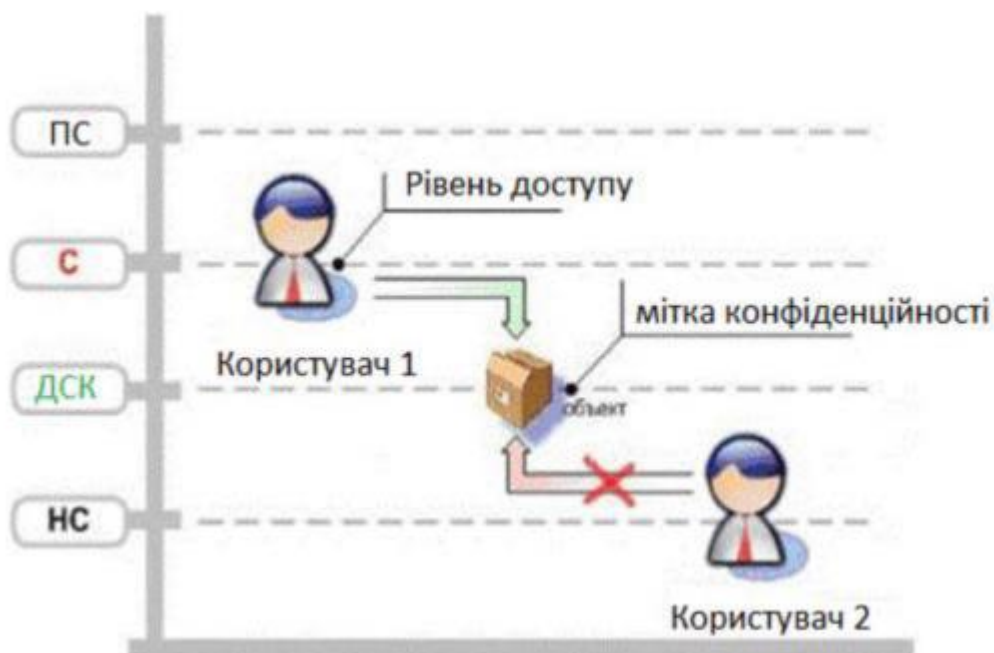 ПС
Рівень доступу
С
мітка конфіденційності
Користувач 1
ДСК
объект
НС
Користувач 2